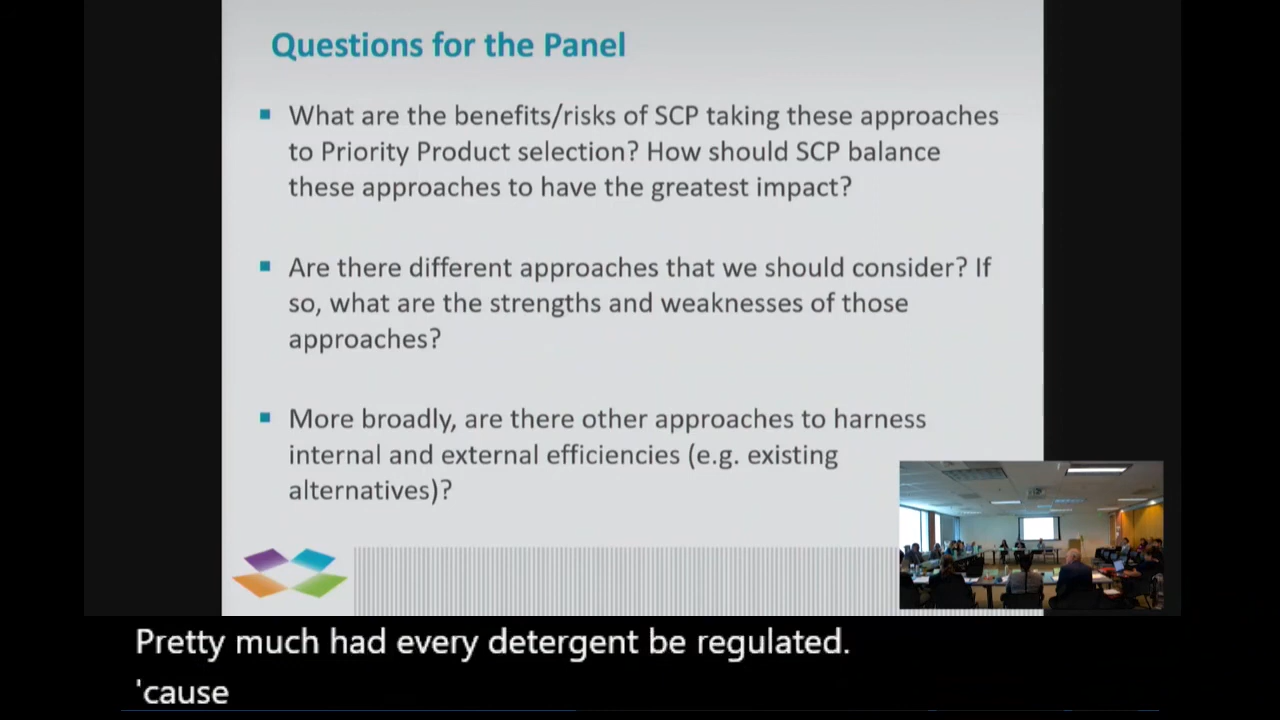 Questions for the Panel
What are the benefits/risks of SCP taking these approaches
to Priority Product selection? How should SCP balance
these approaches to have the greatest impact?
Are there different approaches that we should consider? If
so, what are the strengths and weaknesses of those
approaches?
More broadly, are there other approaches to harness
internal and external efficiencies (e.g. existing
alternatives)?
Pretty much had every detergent be regulated.
'cause